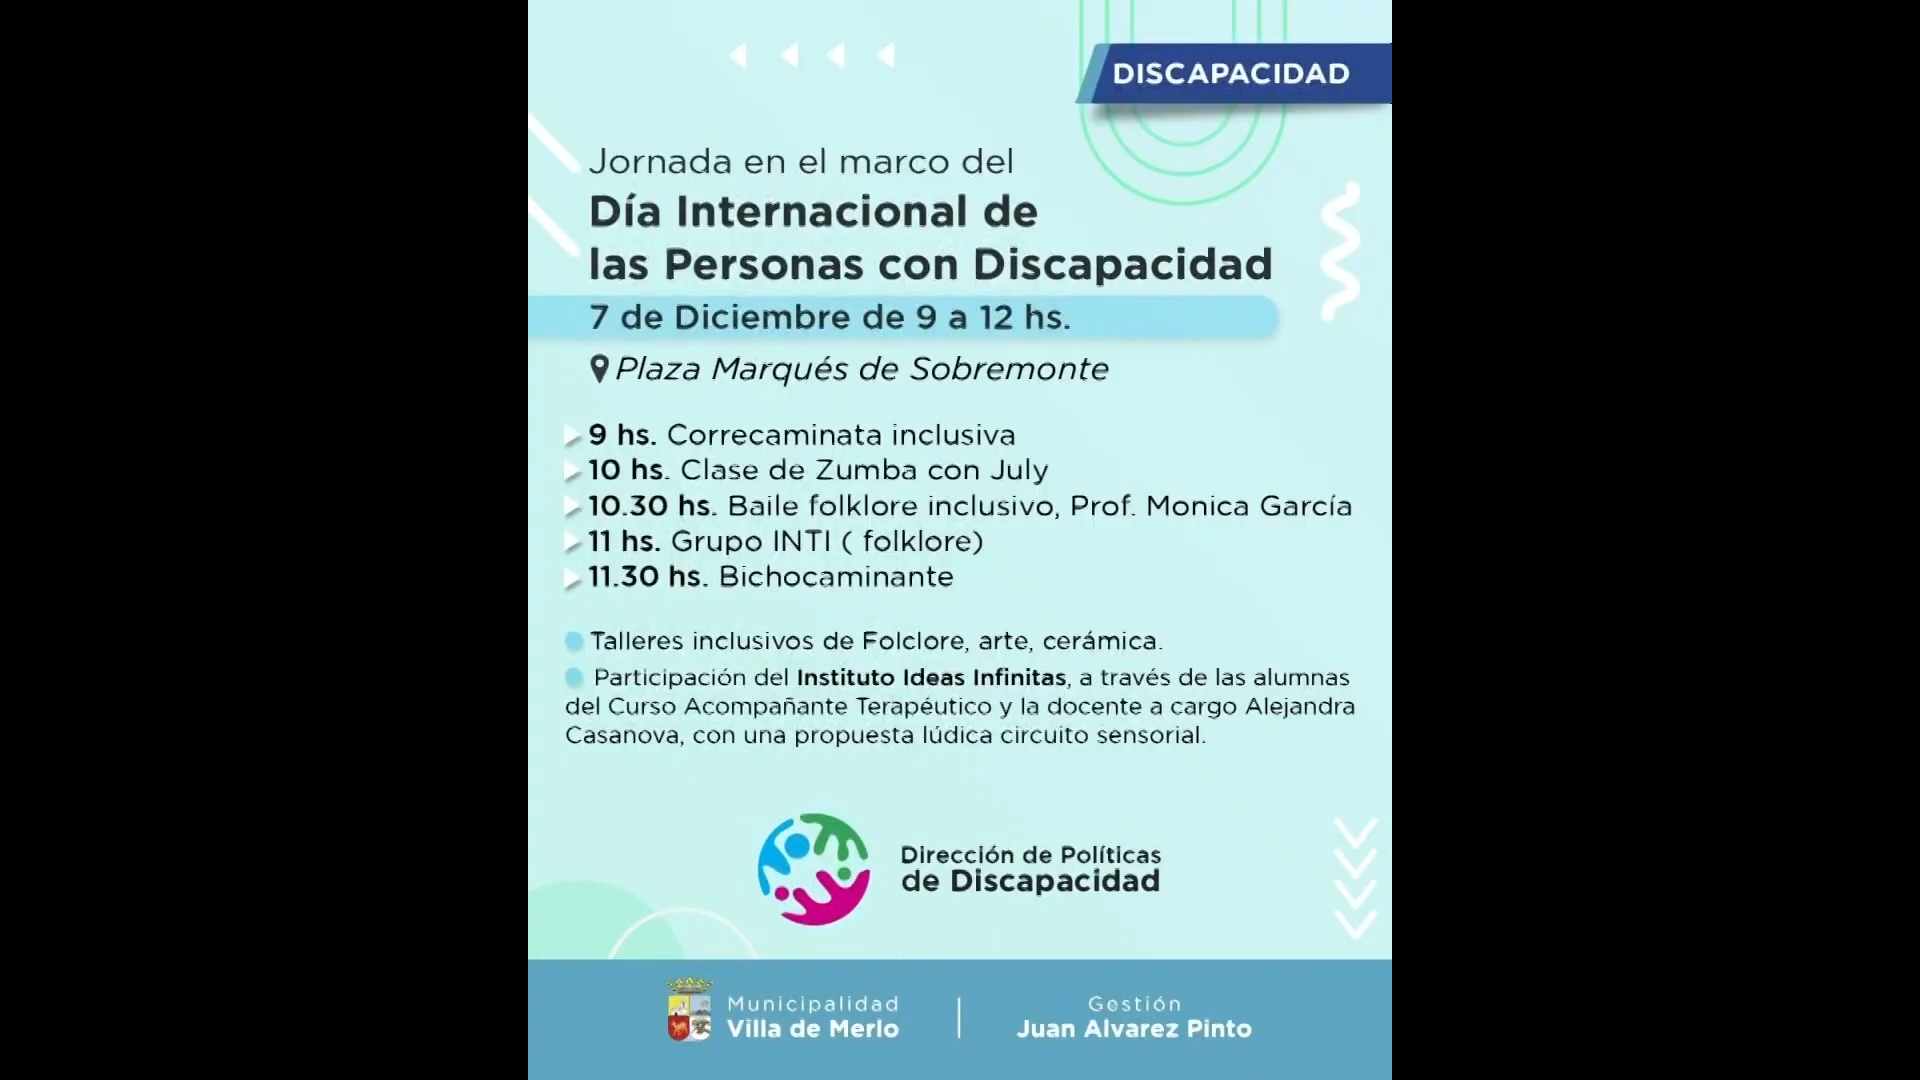 DISCAPACIDAD
Jornada en el marco del
Día Internacional de
las Personas con Discapacidad
7 de Diciembre de 9 a 12 hs.
Plaza Marqués de Sobremonte
9 hs. Correcaminata inclusiva
10 hs. Clase de Zumba con July
10.30 hs. Baile folklore inclusivo, Prof. Monica García
11 hs. Grupo INTI ( folklore)
11.30 hs. Bichocaminante
Talleres inclusivos de Folclore, arte, cerámica.
Participación del Instituto Ideas Infinitas, a través de las alumnas
del Curso Acompañante Terapéutico y la docente a cargo Alejandra
Casanova, con una propuesta lúdica circuito sensorial.
Dirección de Políticas
de Discapacidad
Municipalidad
Villa de Merlo
Gestión
Juan Alvarez Pinto